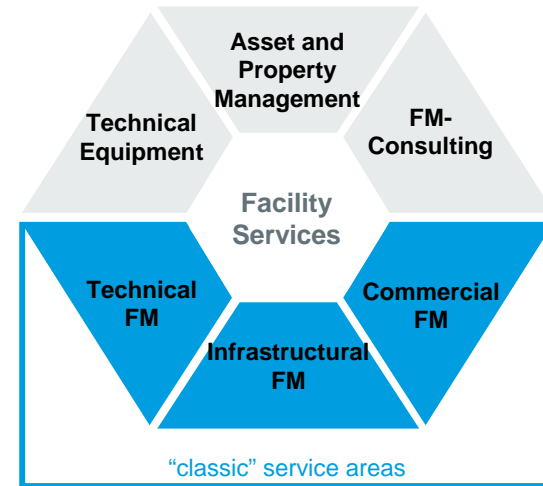 Asset and
Property
Management
Technical
Equipment
FM-
Consulting
Facility
Services
Technical
FM
Commercial
FM
Infrastructural
FM
“classic” service areas